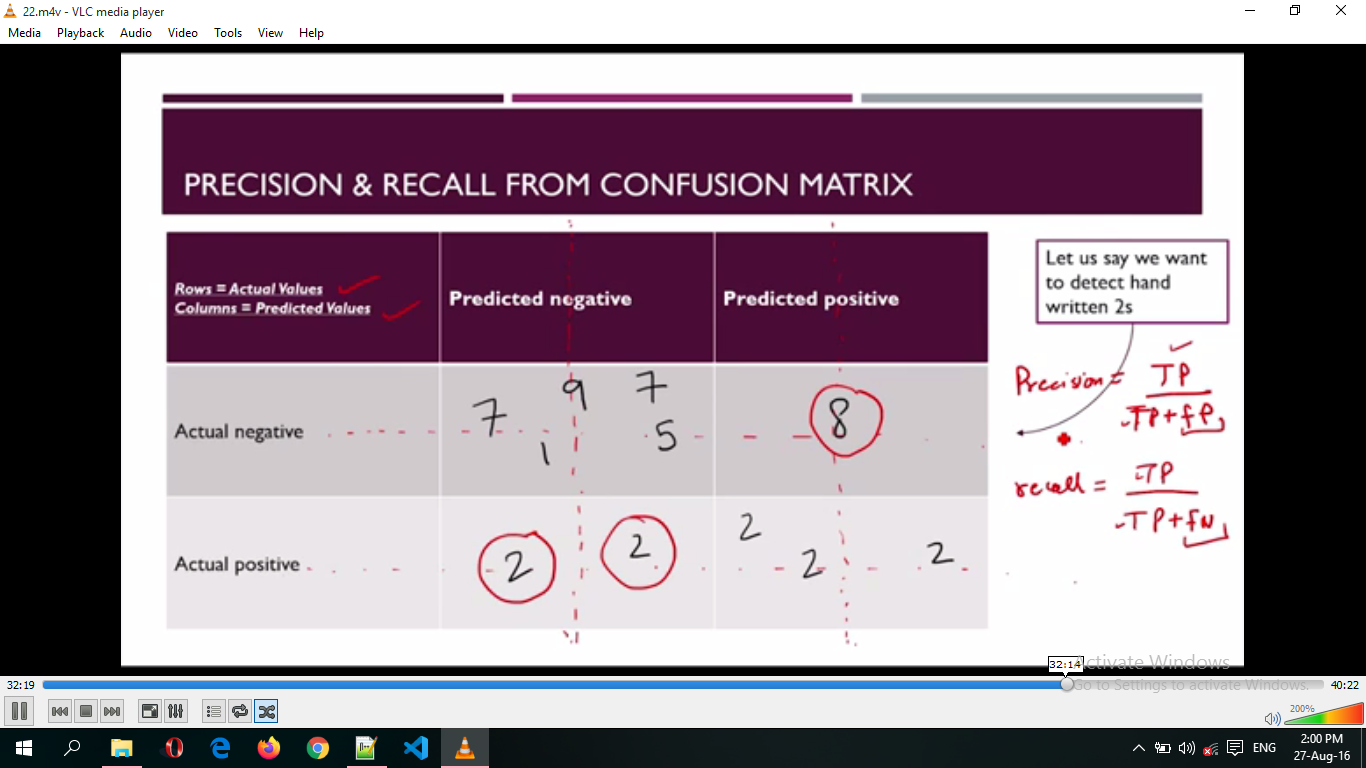 22.m4v - VLC media player
Media Playback Audio Video Tools View Help
PRECISION & RECALL FROM CONFUSION MATRIX
Rows = Actual Values
Columns = Predicted Values
Predicted negative
Predicted positive
Let us say we want
to detect hand
written 2s
Actual negative
7 9 7
1 5
8
Actual positive
2 2
2 2 2
Precision = TP
TP+fP
recall = TP
TP+fN
32:14
Activate Windows
Go to Settings to activate Windows.
32:19
40:22
200%
ENG
2:00 PM
27-Aug-16